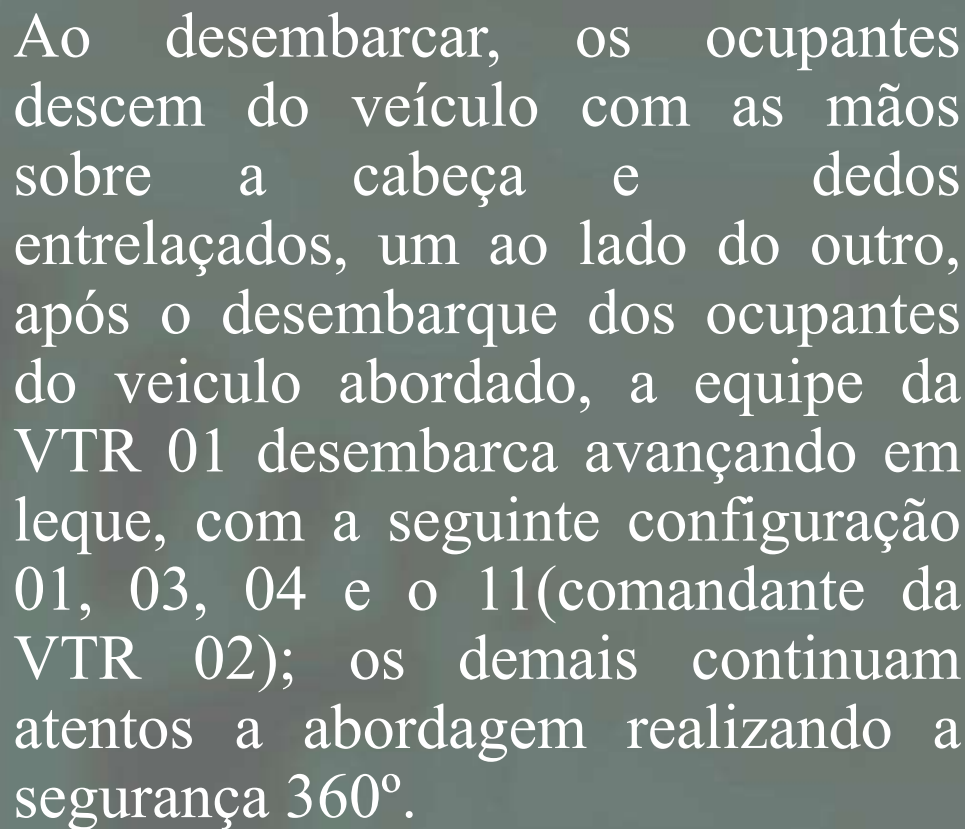 Ao desembarcar, os ocupantes
descem do veículo com as mãos
sobre a cabeça e dedos
entrelaçados, um ao lado do outro,
após o desembarque dos ocupantes
do veiculo abordado, a equipe da
VTR 01 desembarca avançando em
leque, com a seguinte configuração
01, 03, 04 e o 11(comandante da
VTR 02); os demais continuam
atentos a abordagem realizando a
segurança 360º.